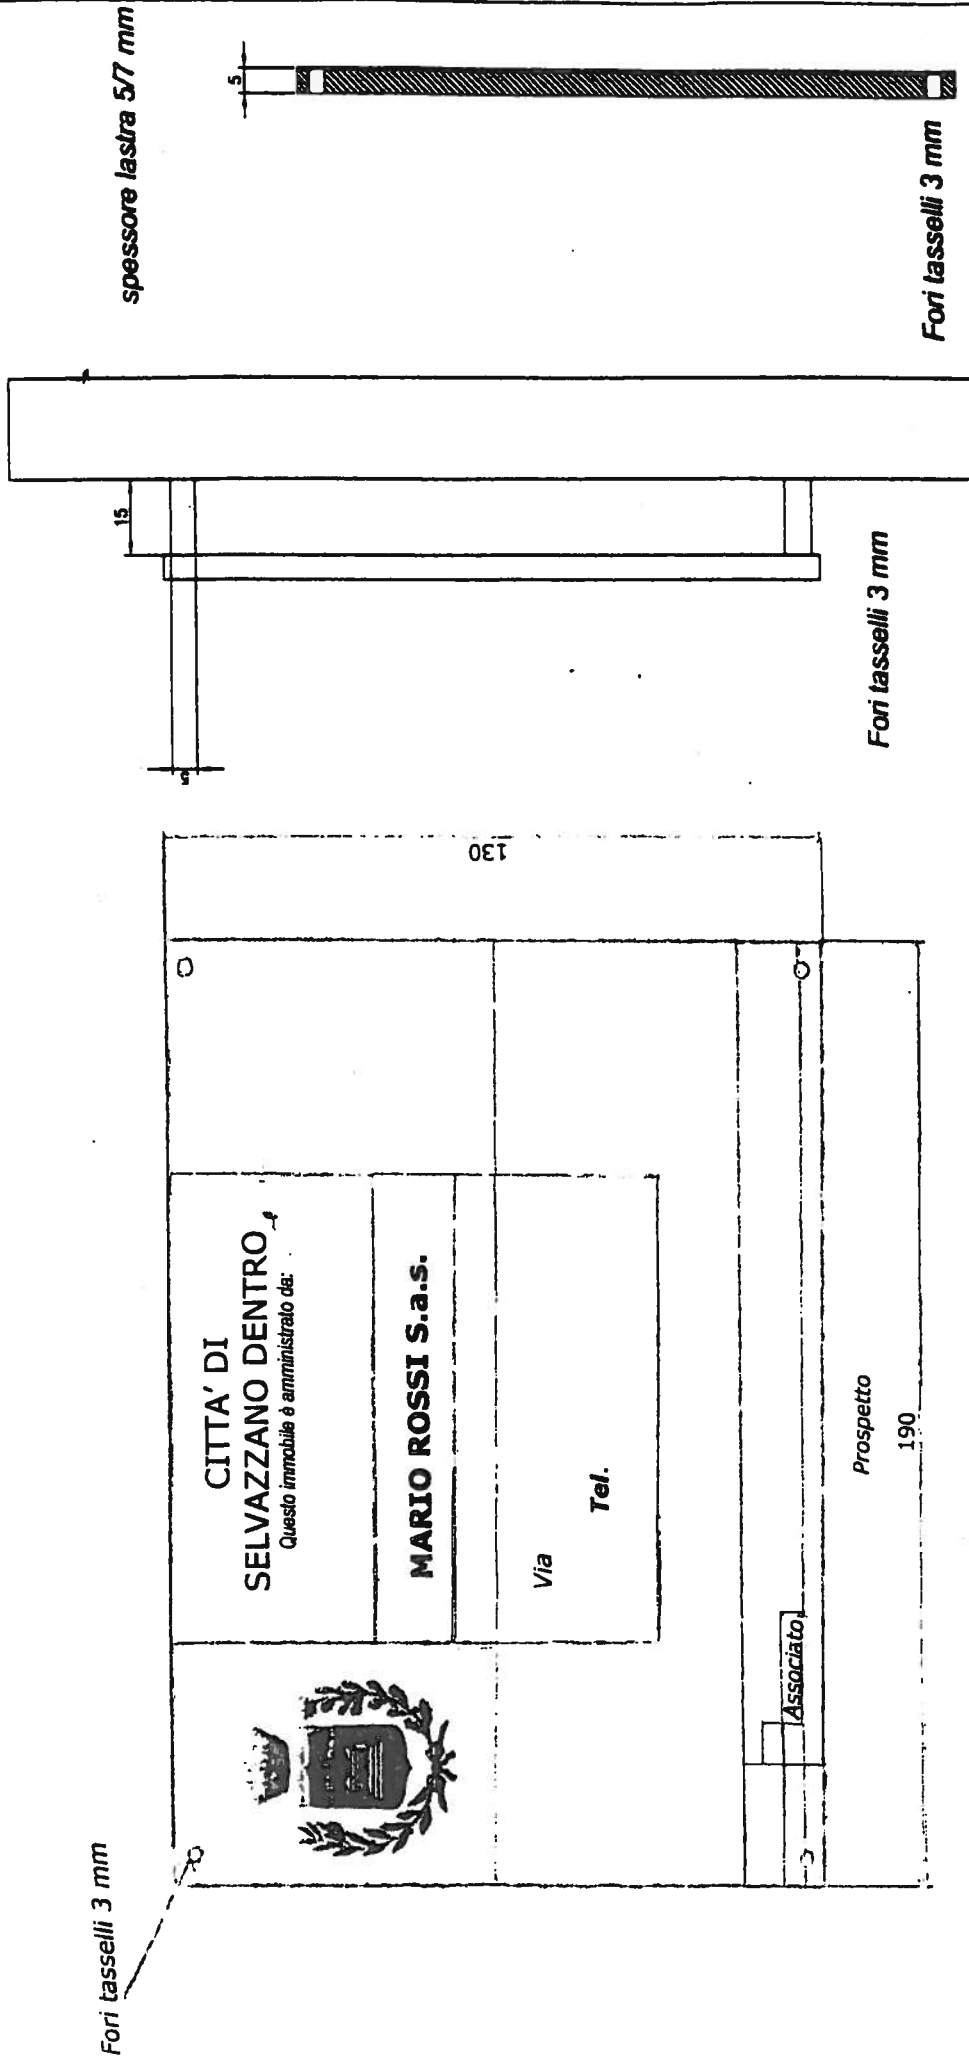 Fori tasselli 3 mm
CITTA' DI
SELVAZZANO DENTRO
Questo immobile è amministrato da:
MARIO ROSSI S.a.s.
Via
Tel.
Associato
Prospetto
190
130
5
15
Fori tasselli 3 mm
spessore lastra 5/7 mm
5
Fori tasselli 3 mm